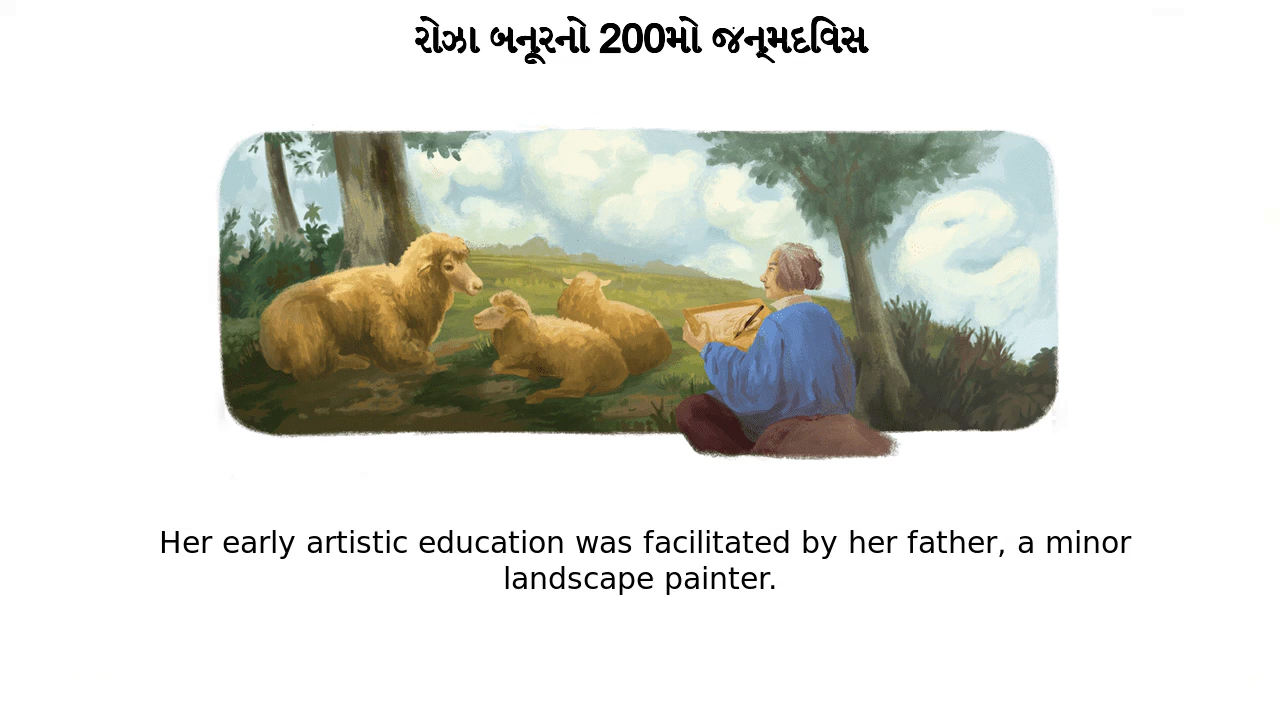 રોઝા બનૂરનો 200મો જન્મદિવસ
Her early artistic education was facilitated by her father, a minor
landscape painter.